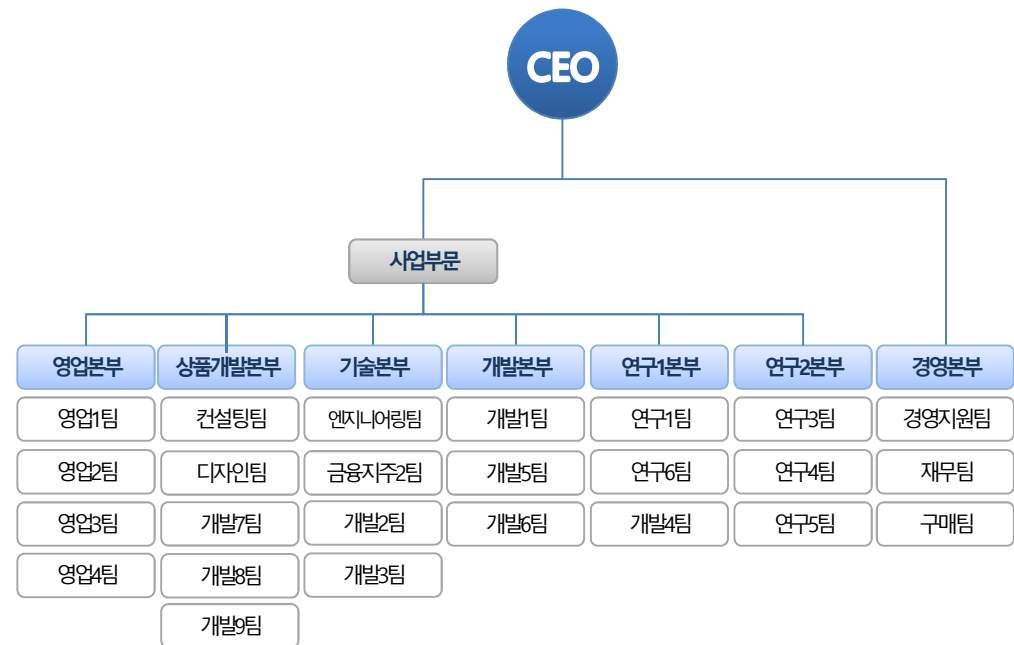 CEO
사업부문
영업본부 상품개발본부 기술본부 개발본부 연구1본부 연구2본부 경영본부
영업1팀 컨설팅팀 엔지니어링팀 개발1팀 연구1팀 연구3팀 경영지원팀
영업2팀 디자인팀 금융지주2팀 개발5팀 연구6팀 연구4팀 재무팀
영업3팀 개발7팀 개발2팀 개발6팀 개발4팀 연구5팀 구매팀
영업4팀 개발8팀 개발3팀
개발9팀